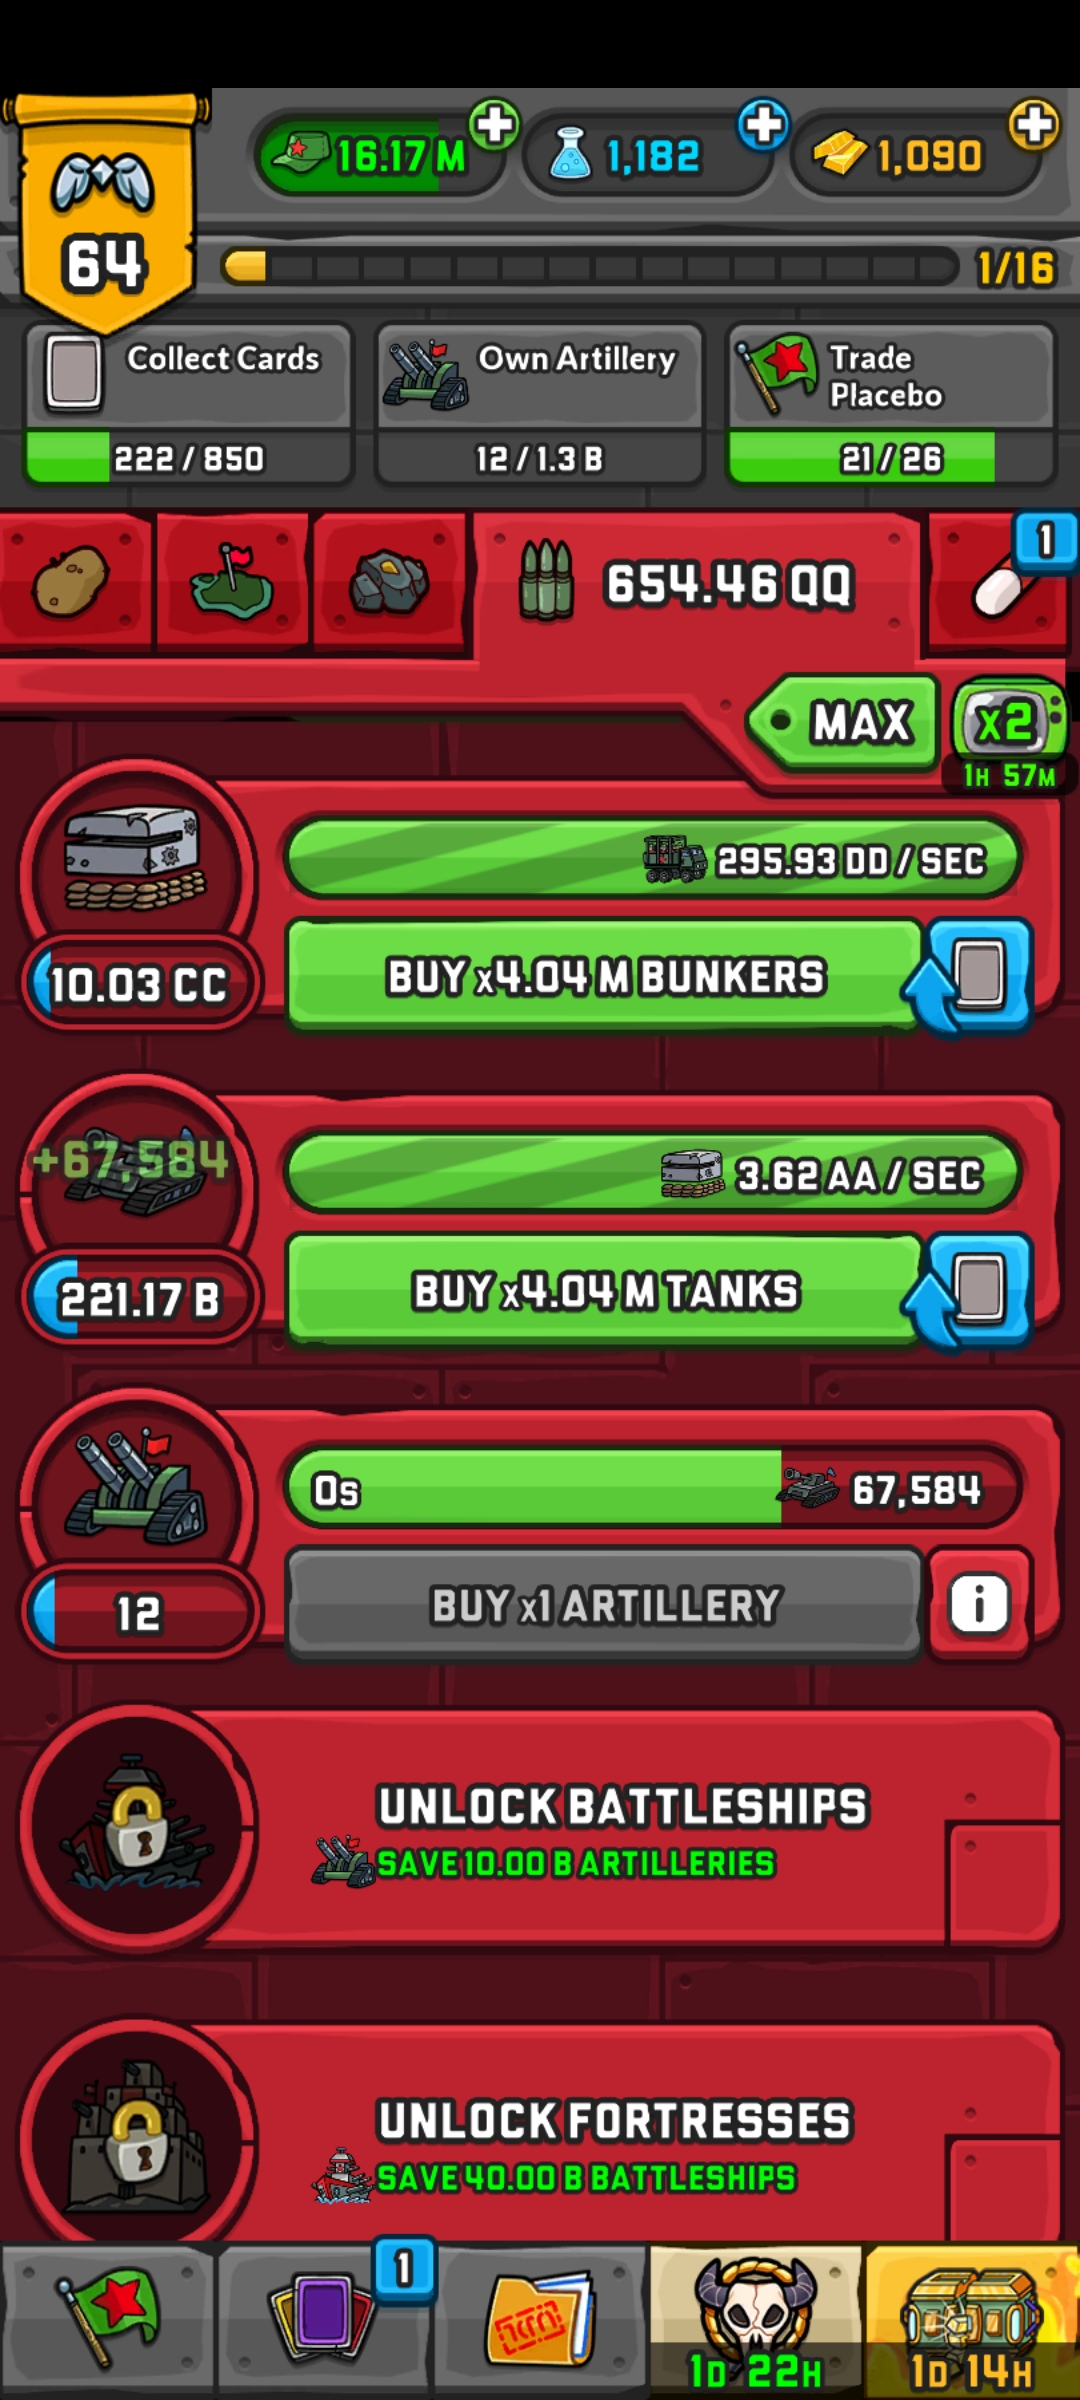 16.17 M
1,182
1,090
64
1/16
Collect Cards
222 / 850
Own Artillery
12 / 1.3 B
Trade
Placebo
21 / 26
654.46 QQ
1
MAX
x2
1H 57M
295.93 DD / SEC
10.03 CC
BUY x4.04 M BUNKERS
+67,584
3.62 AA / SEC
221.17 B
BUY x4.04 M TANKS
0s
67,584
12
BUY x1 ARTILLERY
i
UNLOCK BATTLESHIPS
SAVE 10.00 B ARTILLERIES
UNLOCK FORTRESSES
SAVE 40.00 B BATTLESHIPS
1
1D 22H
1D 14H